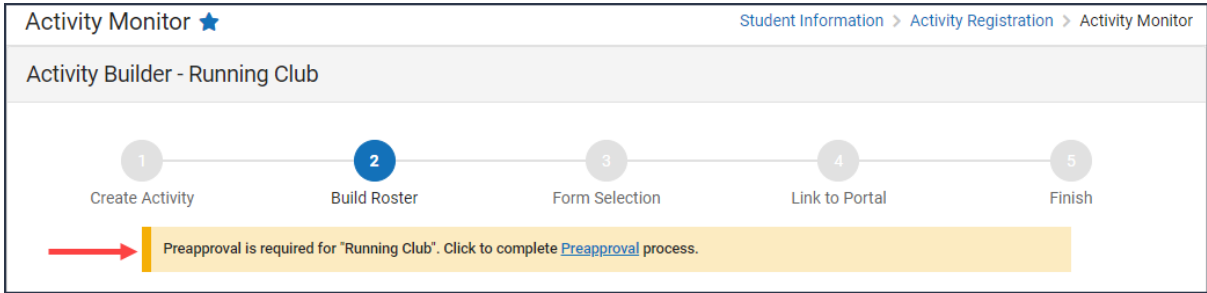 Activity Monitor
Student Information > Activity Registration > Activity Monitor
Activity Builder - Running Club
1
2
3
4
5
Create Activity
Build Roster
Form Selection
Link to Portal
Finish
Preapproval is required for "Running Club". Click to complete Preapproval process.